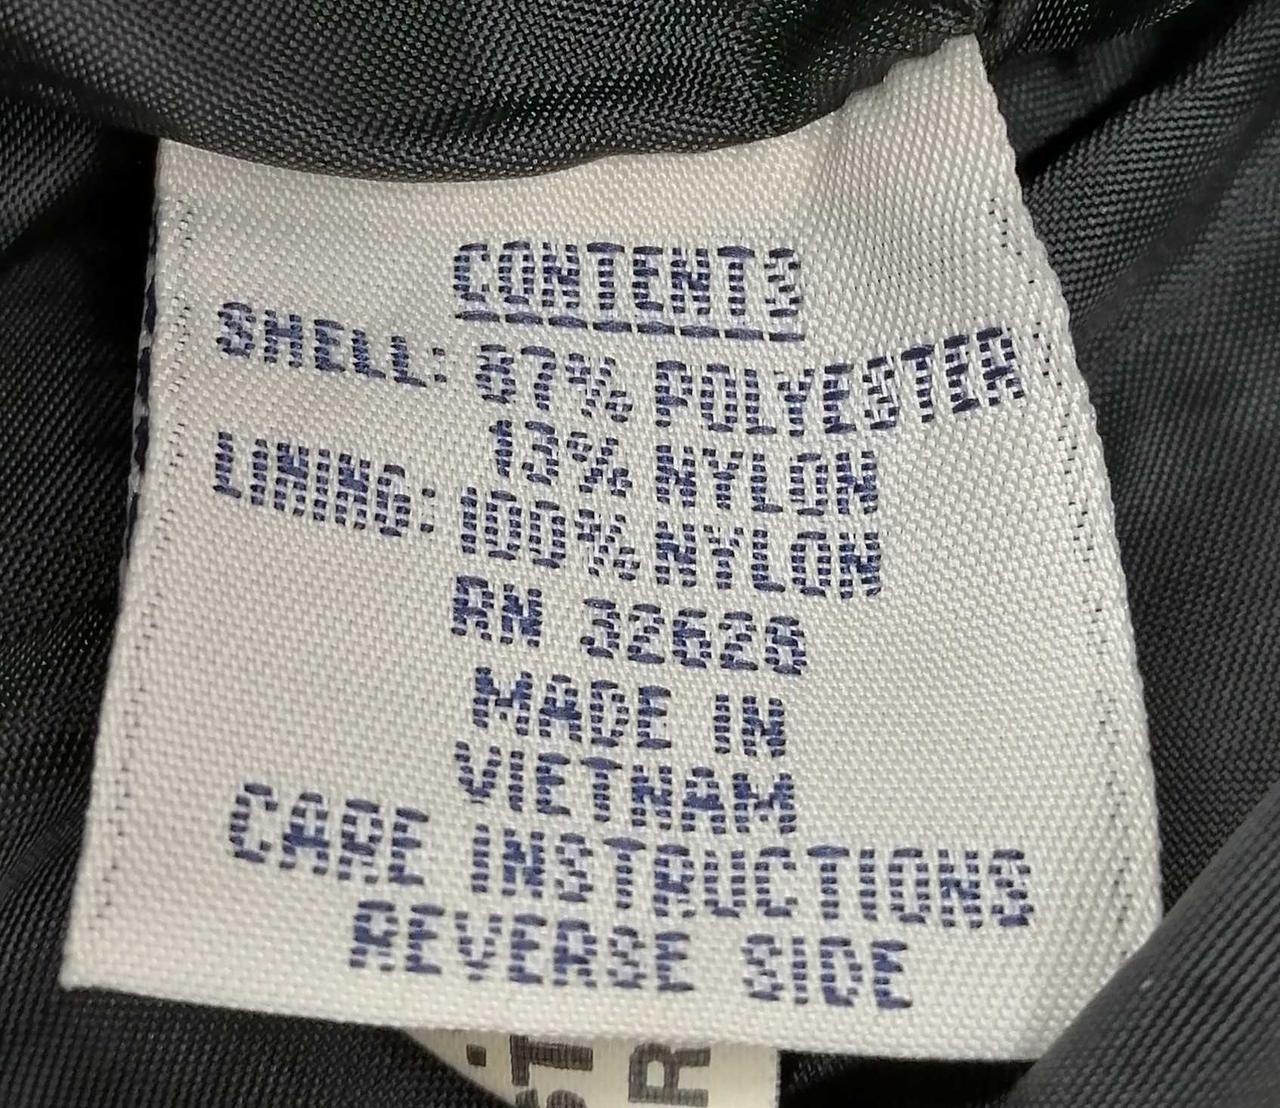 CONTENTS
SHELL: 87% POLYESTER
13% NYLON
LINING: 100% NYLON
RN 32628
MADE IN
VIETNAM
CARE INSTRUCTIONS
REVERSE SIDE